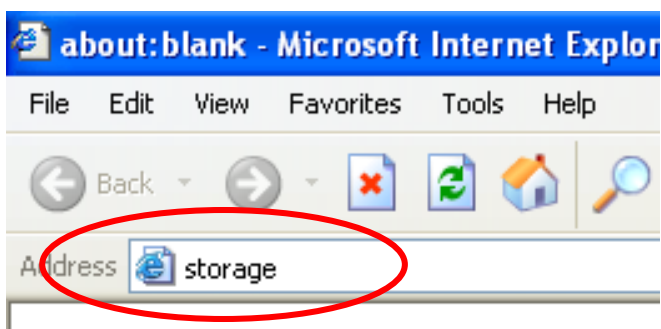 about:blank - Microsoft Internet Explor
File Edit View Favorites Tools Help
Back
Address storage